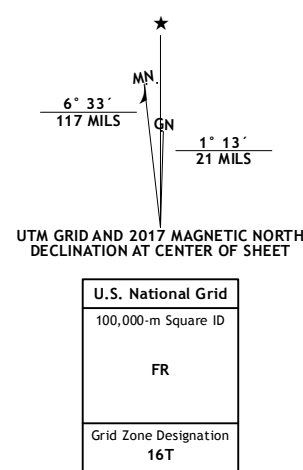 ★
MN
6° 33´
117 MILS
GN
1° 13´
21 MILS
UTM GRID AND 2017 MAGNETIC NORTH
DECLINATION AT CENTER OF SHEET
U.S. National Grid
100,000-m Square ID
FR
Grid Zone Designation
16T